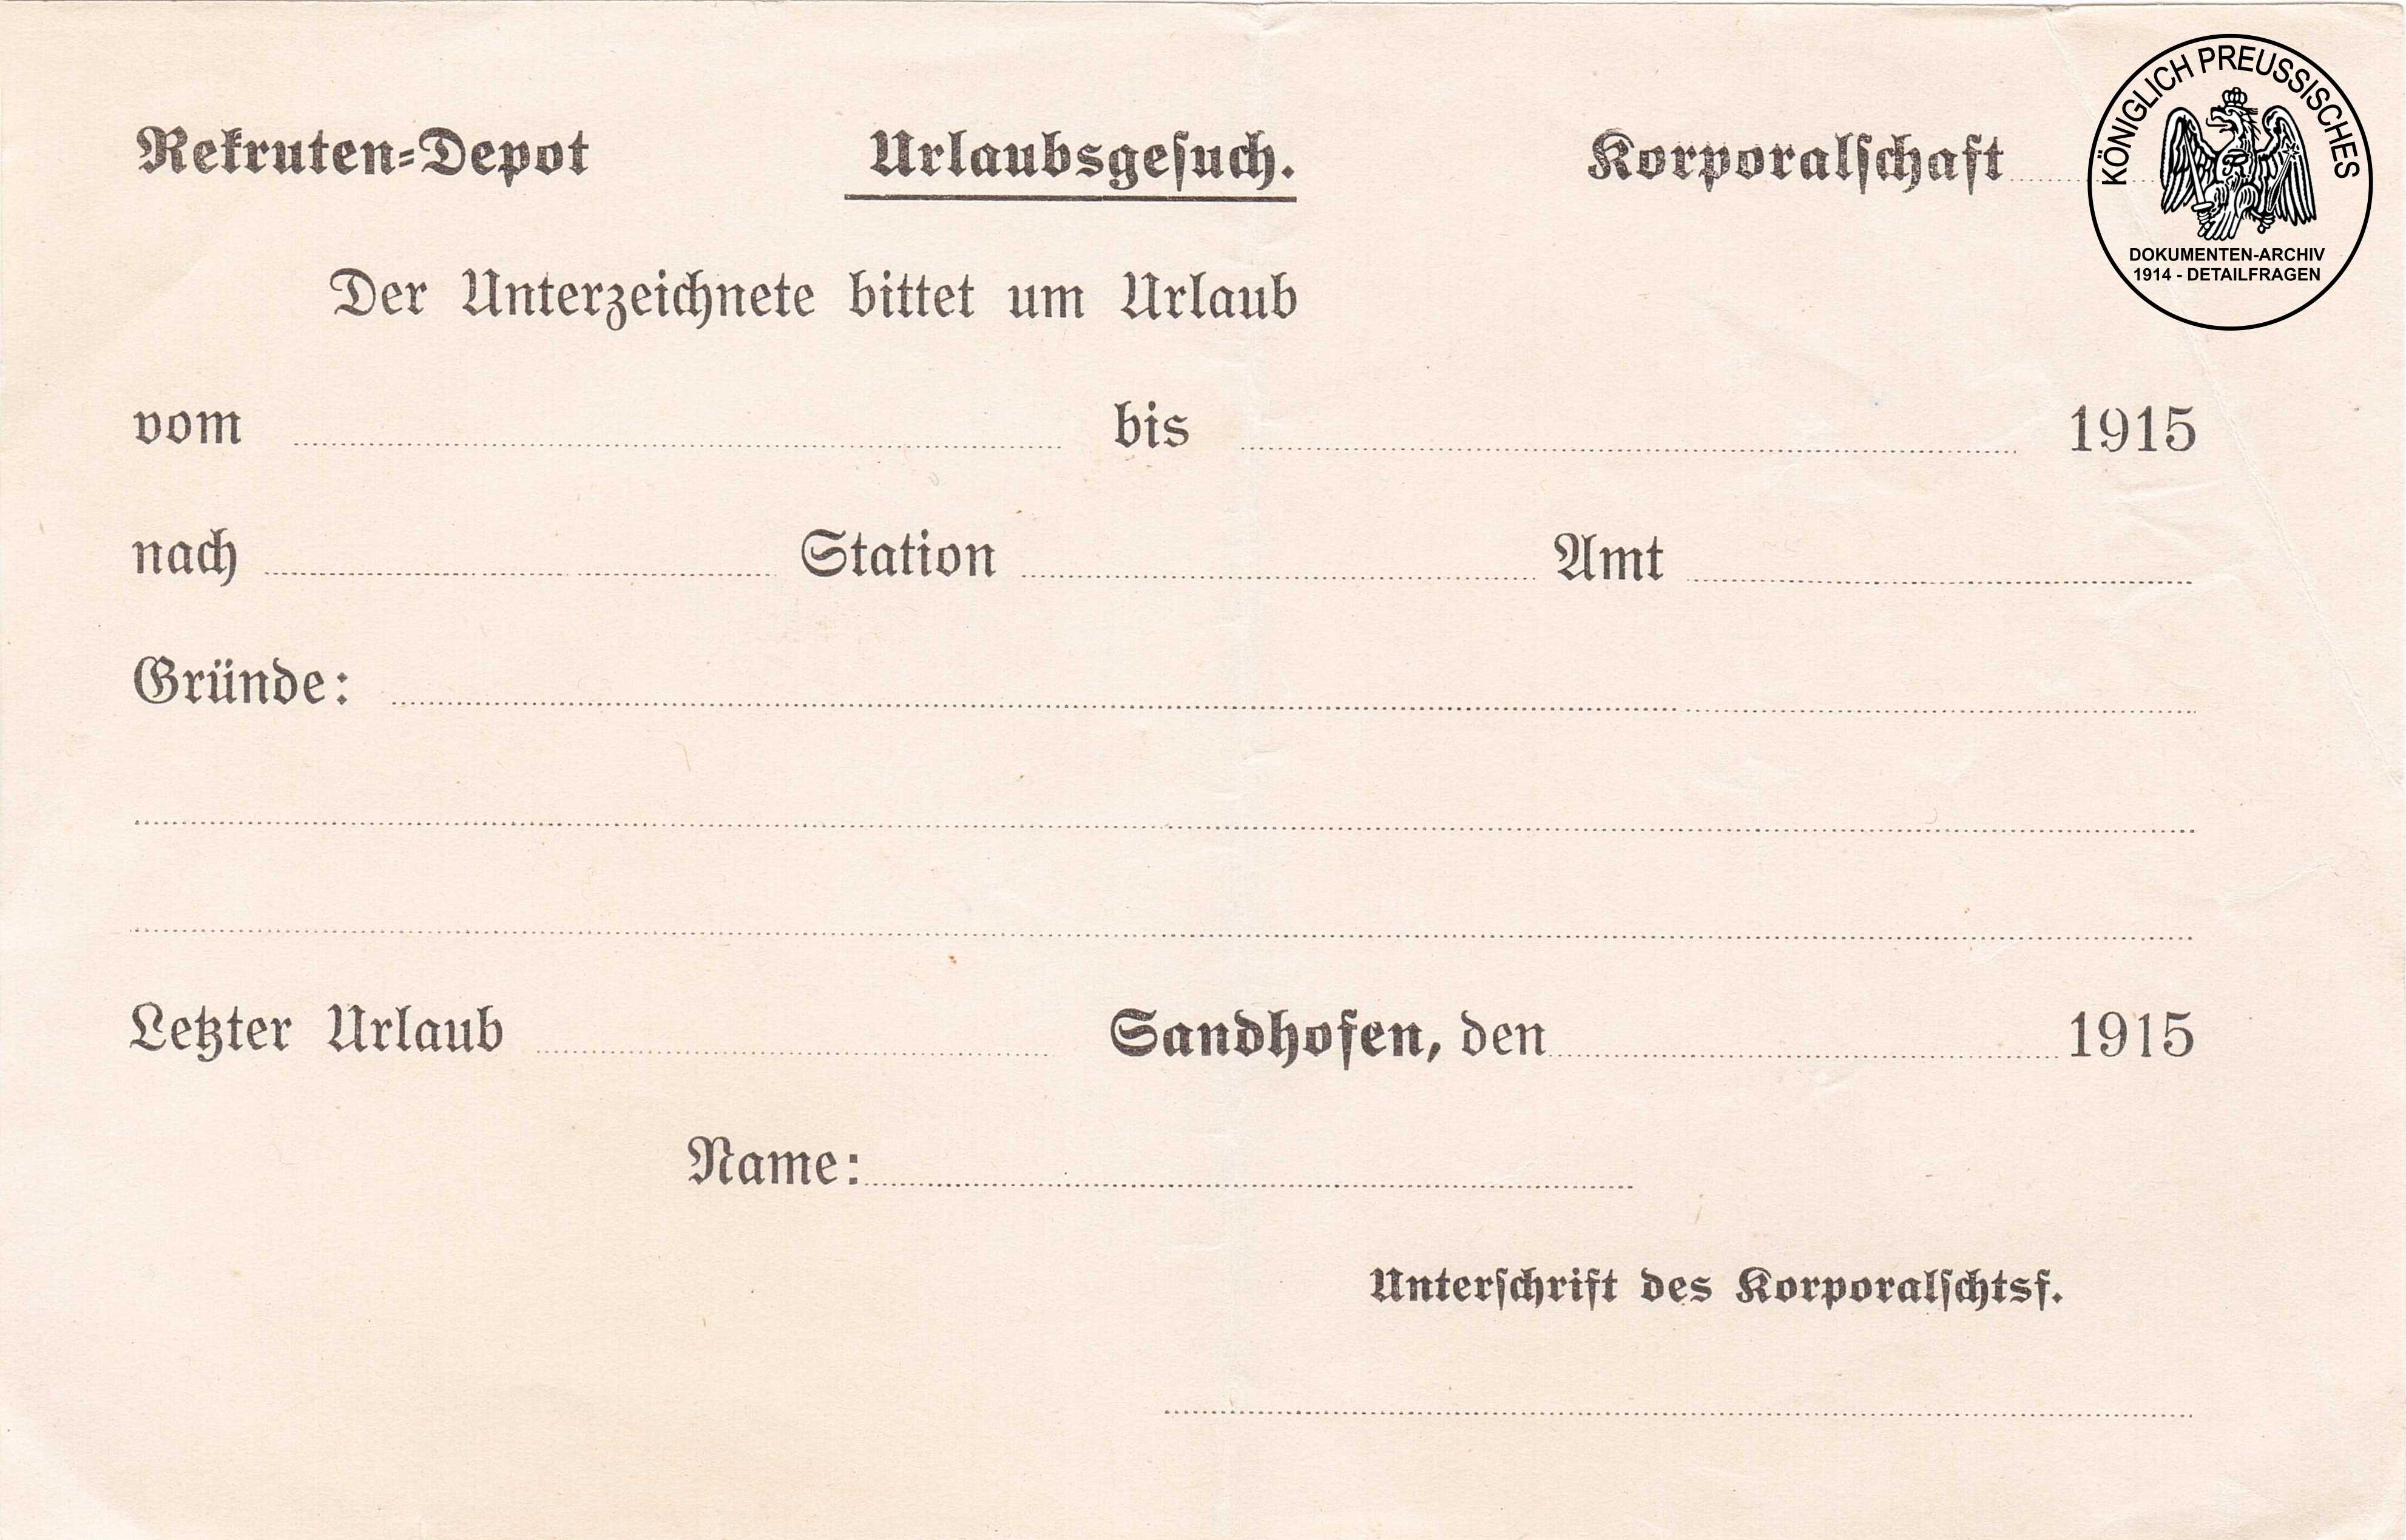 Rekruten-Depot Urlaubsgesuch. Korporalschaft
KÖNIGLICH PREUSSISCHES
DOKUMENTEN-ARCHIV
1914 - DETAILFRAGEN
Der Unterzeichnete bittet um Urlaub
vom bis 1915
nach Station Amt
Gründe:
Letzter Urlaub Sandhofen, den 1915
Name:
Unterschrift des Korporalschtsf.